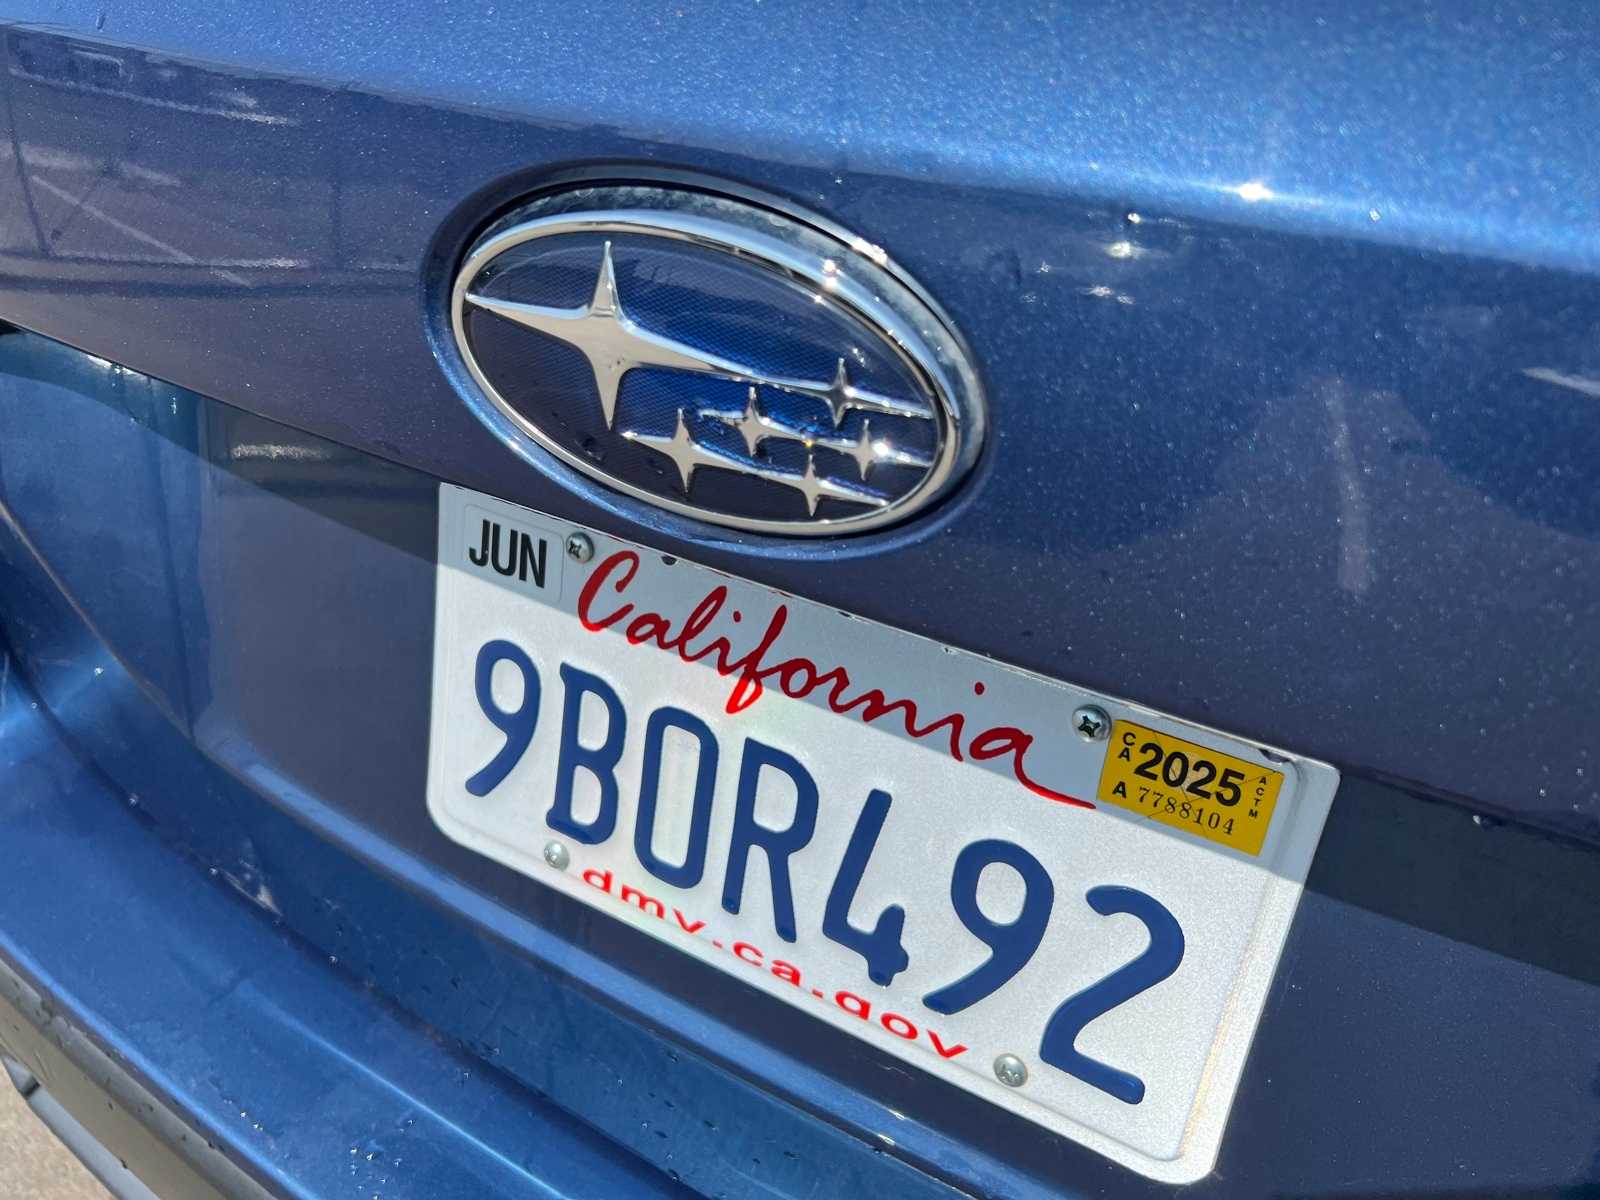 JUN
California
CA 2025 ACTM
A 7788104
9BOR492
dmv.ca.gov